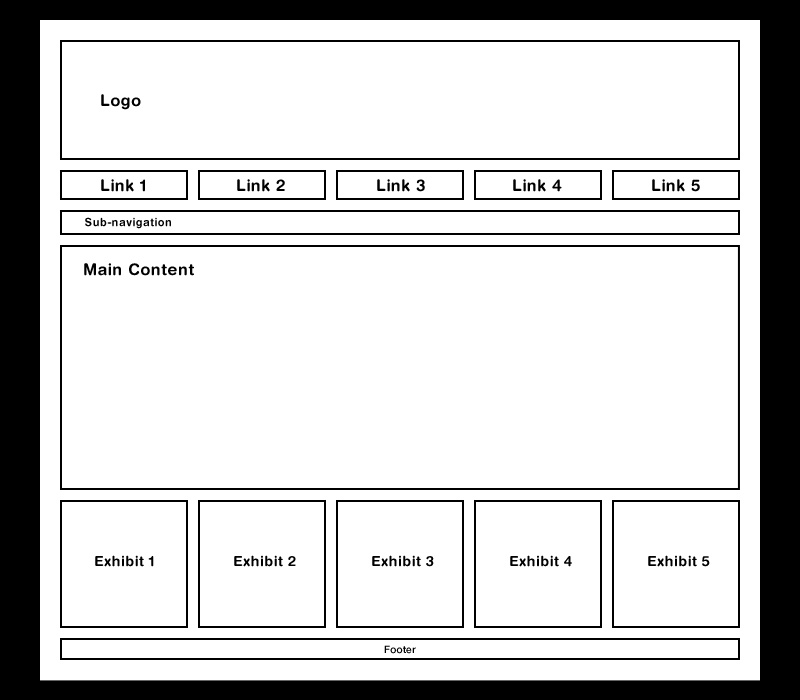 Logo
Link 1 Link 2 Link 3 Link 4 Link 5
Sub-navigation
Main Content
Exhibit 1 Exhibit 2 Exhibit 3 Exhibit 4 Exhibit 5
Footer